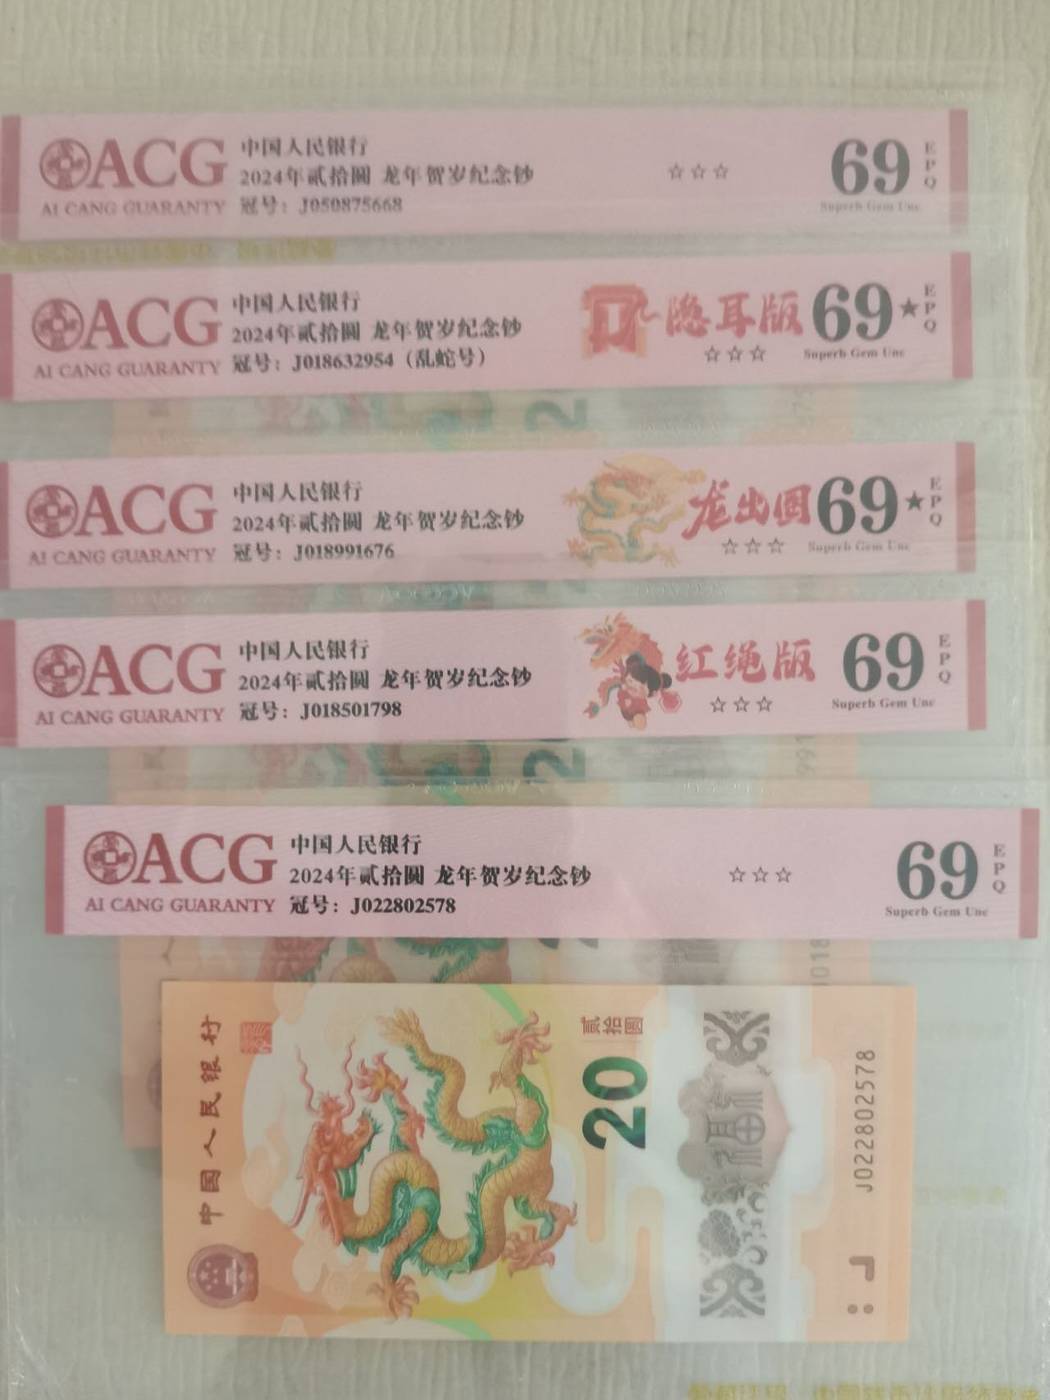 ACG
AI CANG GUARANTY
中国人民银行
2024年贰拾圆 龙年贺岁纪念钞
冠号：J050875668
☆☆☆
69
EPQ
Superb Gem Unc
ACG
AI CANG GUARANTY
中国人民银行
2024年贰拾圆 龙年贺岁纪念钞
冠号：J018632954（乱蛇号）
隐耳版
☆☆☆
69★
EPQ
Superb Gem Unc
ACG
AI CANG GUARANTY
中国人民银行
2024年贰拾圆 龙年贺岁纪念钞
冠号：J018991676
龙出圆
☆☆☆
69★
EPQ
Superb Gem Unc
ACG
AI CANG GUARANTY
中国人民银行
2024年贰拾圆 龙年贺岁纪念钞
冠号：J018501798
红绳版
☆☆☆
69
EPQ
Superb Gem Unc
ACG
AI CANG GUARANTY
中国人民银行
2024年贰拾圆 龙年贺岁纪念钞
冠号：J022802578
☆☆☆
69
EPQ
Superb Gem Unc
中国人民银行
贰拾圆
20
J022802578